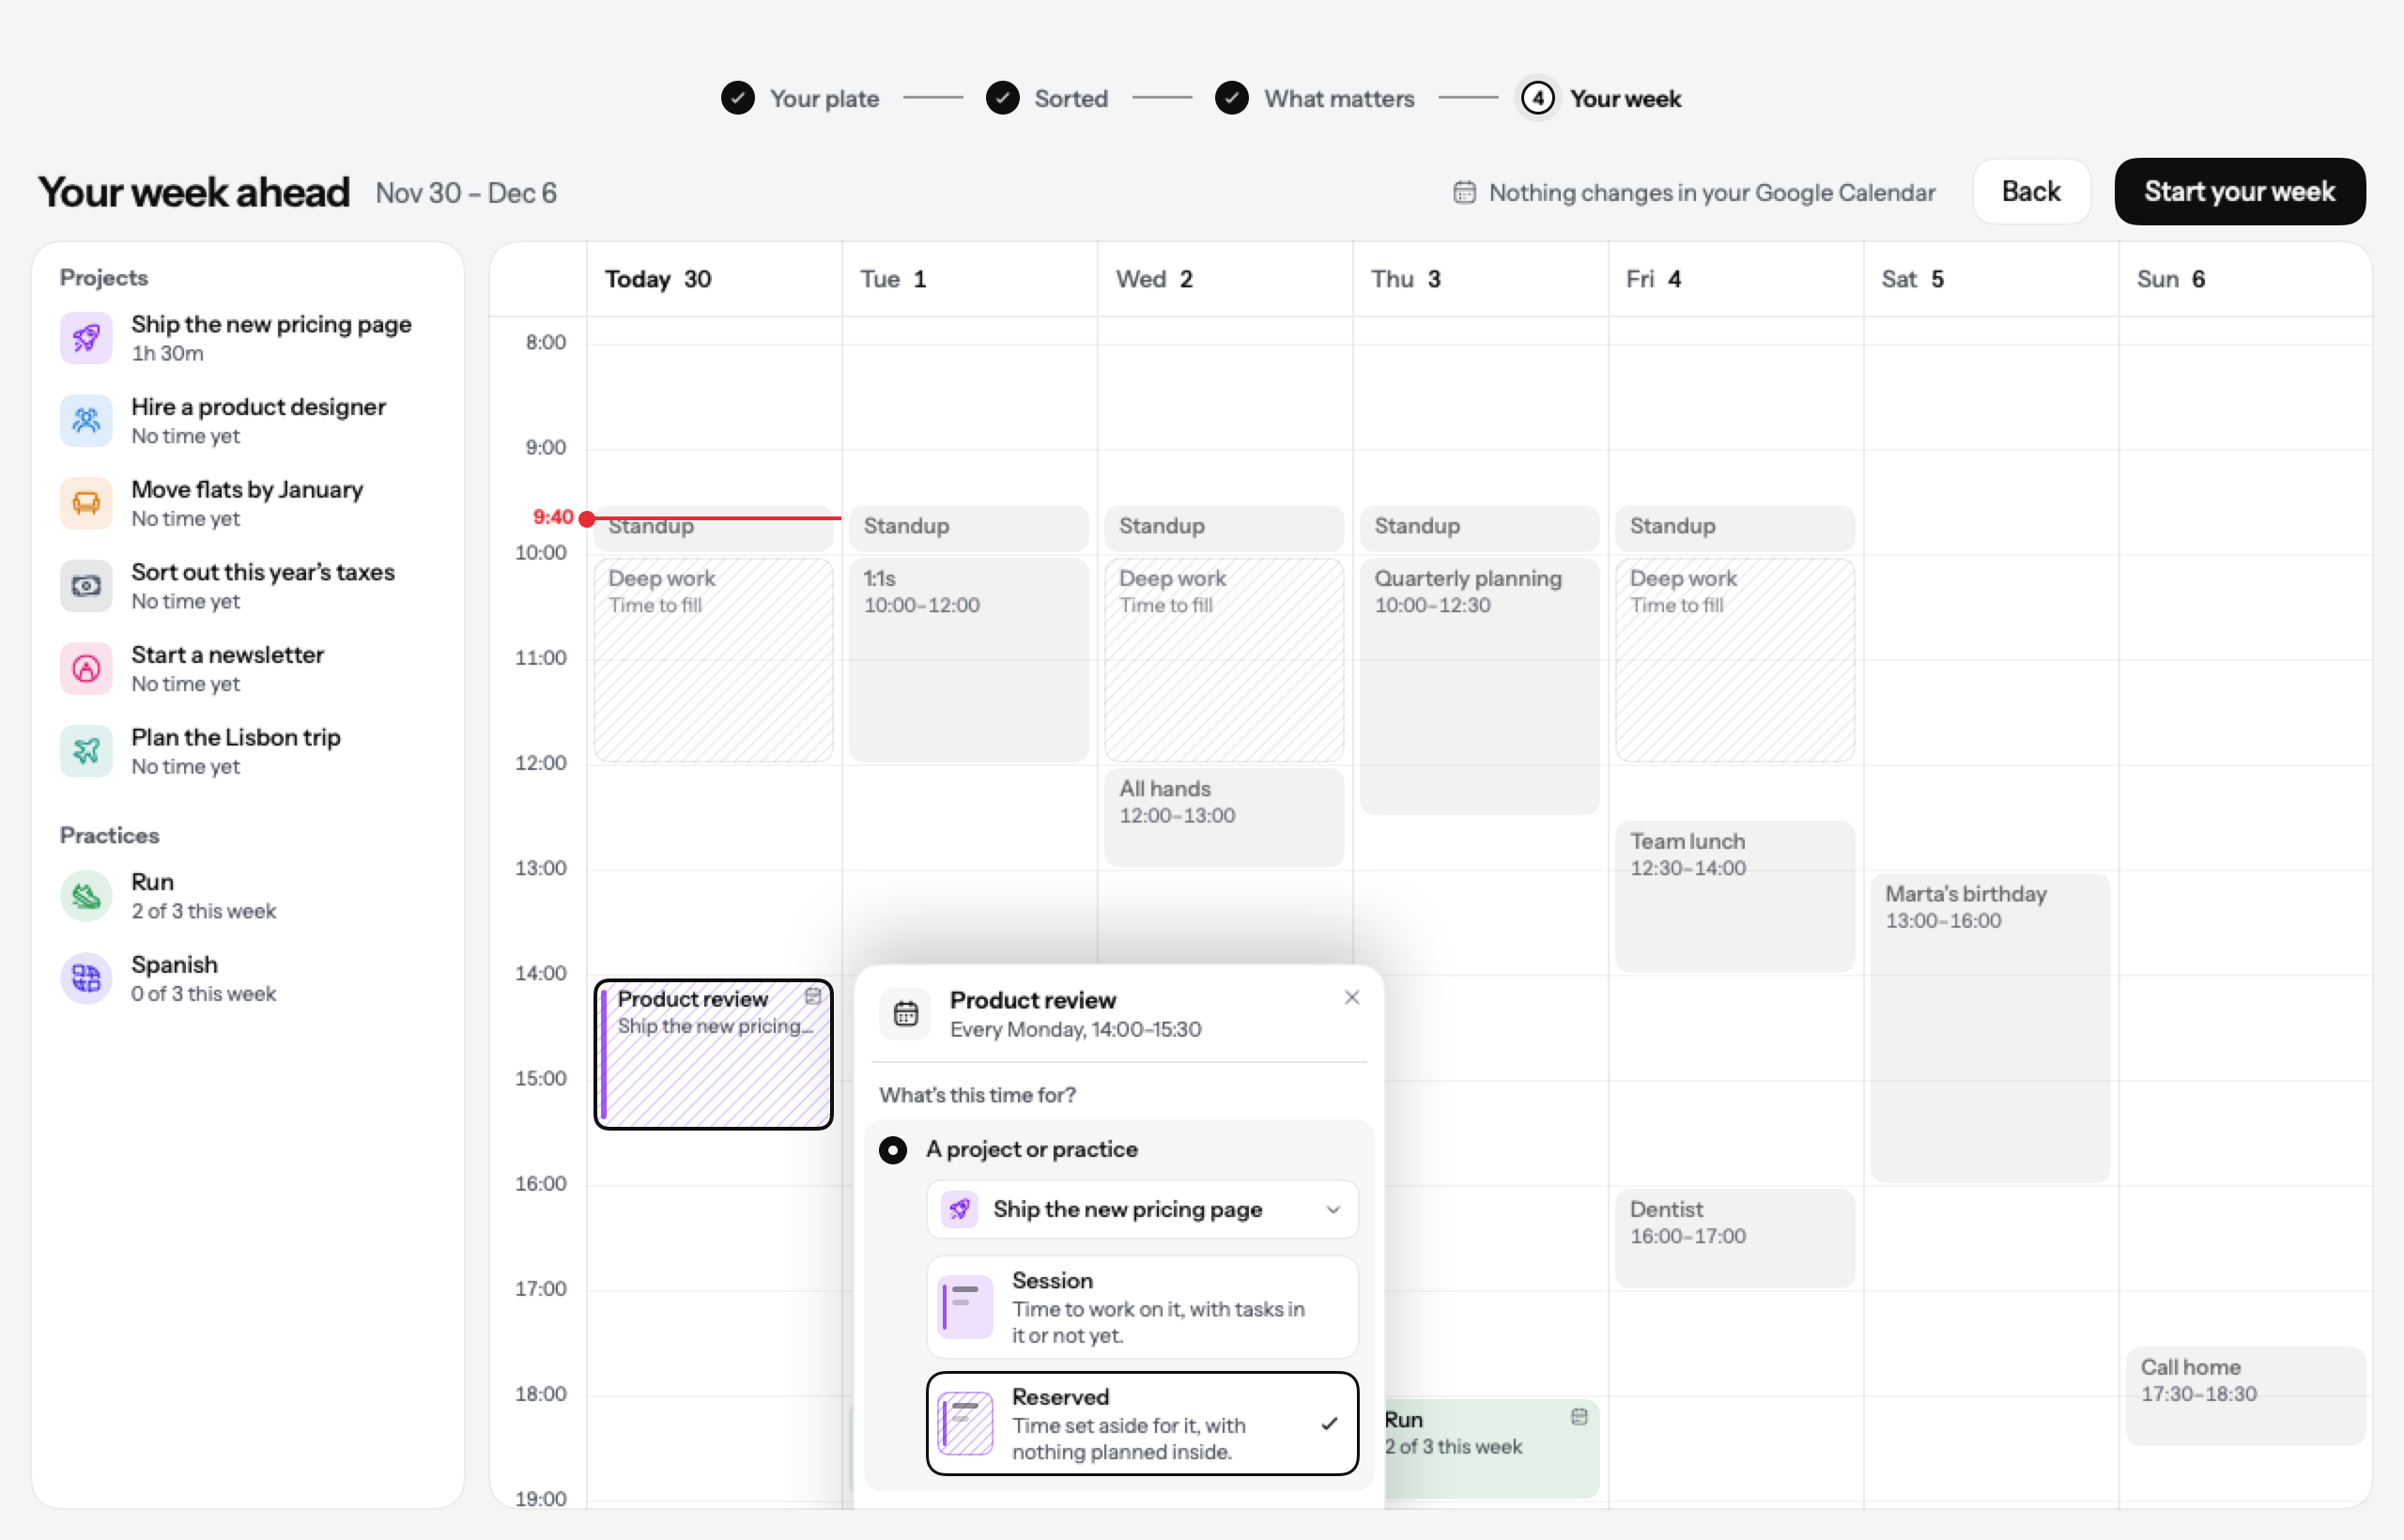 Your plate
Sorted
What matters
4 Your week
Your week ahead Nov 30 – Dec 6
Nothing changes in your Google Calendar
Back
Start your week
Projects
Ship the new pricing page
1h 30m
Hire a product designer
No time yet
Move flats by January
No time yet
Sort out this year’s taxes
No time yet
Start a newsletter
No time yet
Plan the Lisbon trip
No time yet
Practices
Run
2 of 3 this week
Spanish
0 of 3 this week
Today 30
Tue 1
Wed 2
Thu 3
Fri 4
Sat 5
Sun 6
8:00
9:00
9:40
10:00
11:00
12:00
13:00
14:00
15:00
16:00
17:00
18:00
19:00
Standup
Deep work
Time to fill
Product review
Ship the new pricing...
Standup
1:1s
10:00–12:00
Standup
Deep work
Time to fill
All hands
12:00–13:00
Standup
Quarterly planning
10:00–12:30
Run
2 of 3 this week
Standup
Deep work
Time to fill
Team lunch
12:30–14:00
Dentist
16:00–17:00
Marta's birthday
13:00–16:00
Call home
17:30–18:30
Product review
Every Monday, 14:00–15:30
What's this time for?
A project or practice
Ship the new pricing page
Session
Time to work on it, with tasks in
it or not yet.
Reserved
Time set aside for it, with
nothing planned inside.